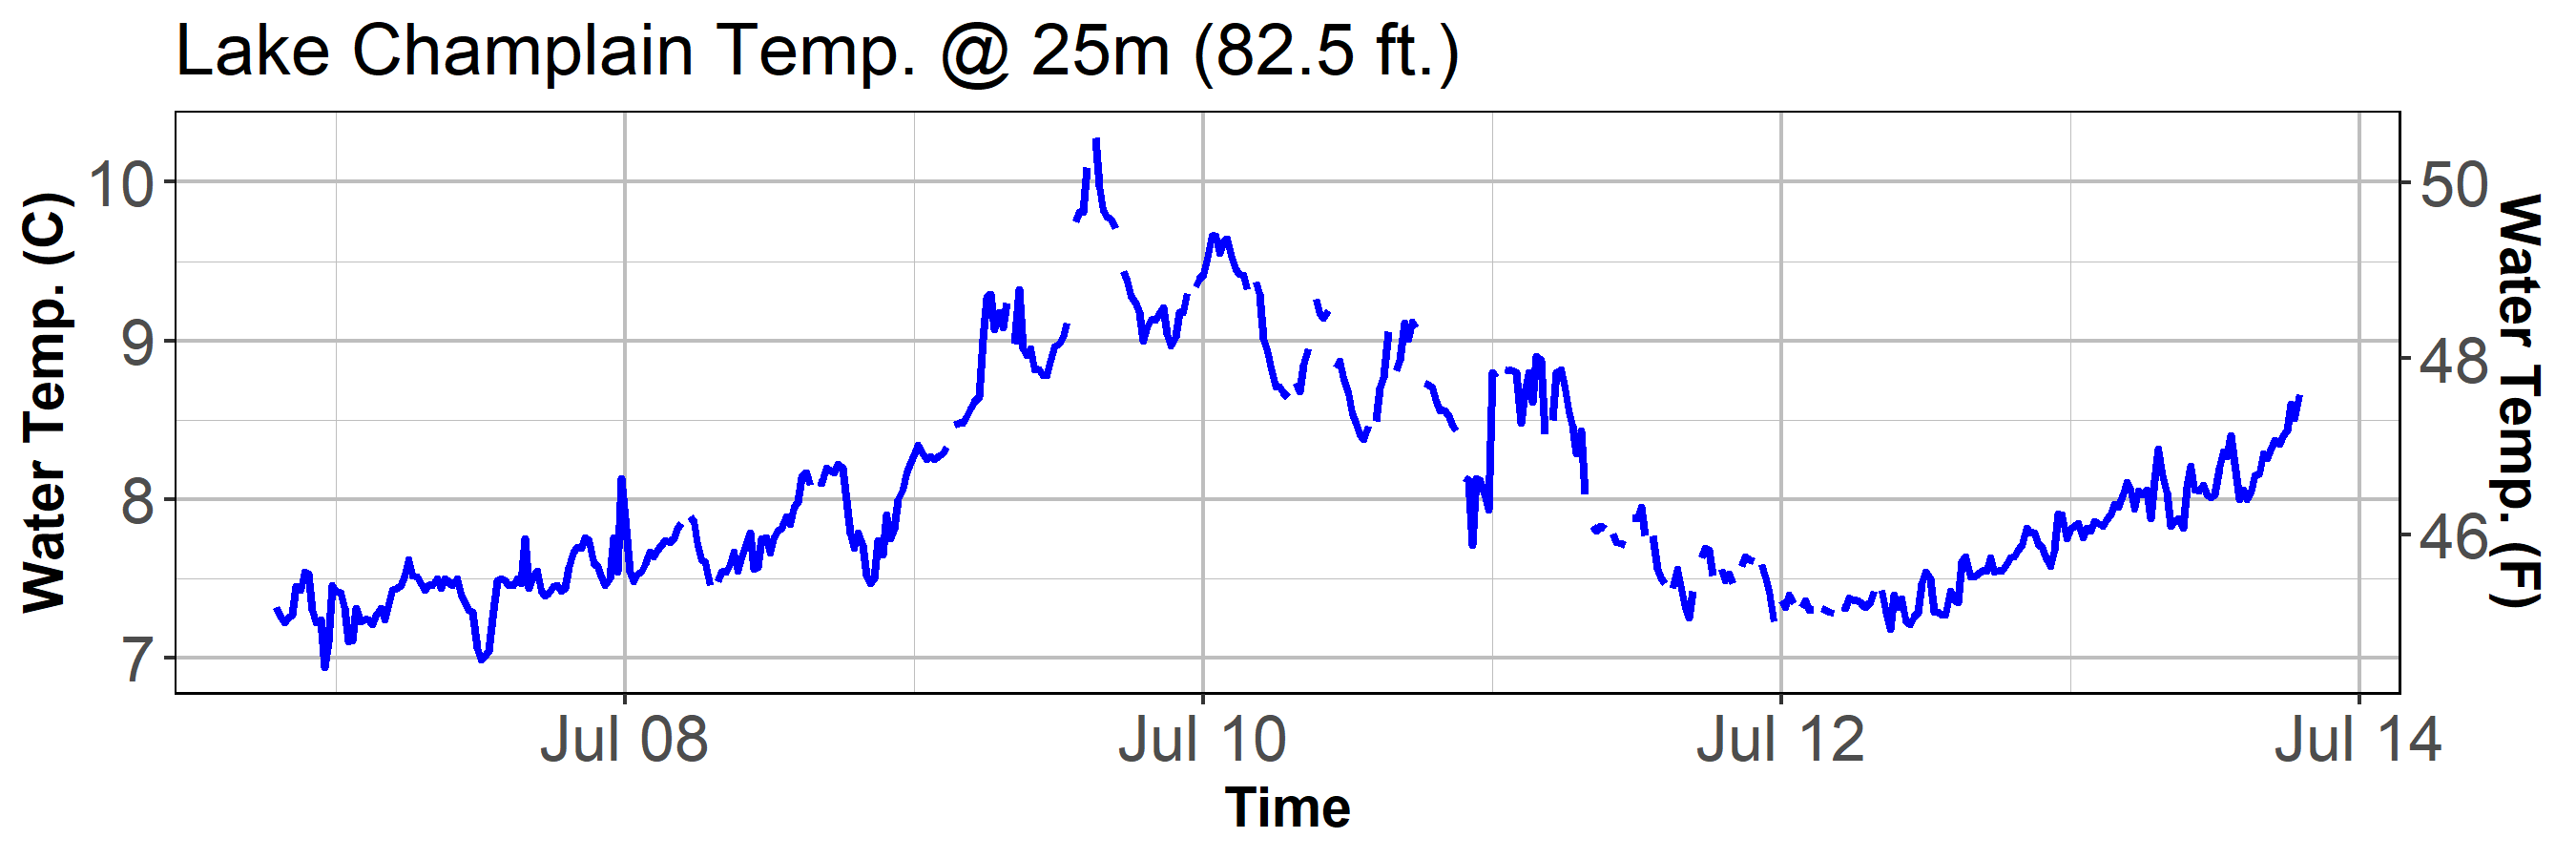 Lake Champlain Temp. @ 25m (82.5 ft.)
Water Temp. (C)
10
9
8
7
50
48
46
Water Temp. (F)
Jul 08 Jul 10 Jul 12 Jul 14
Time